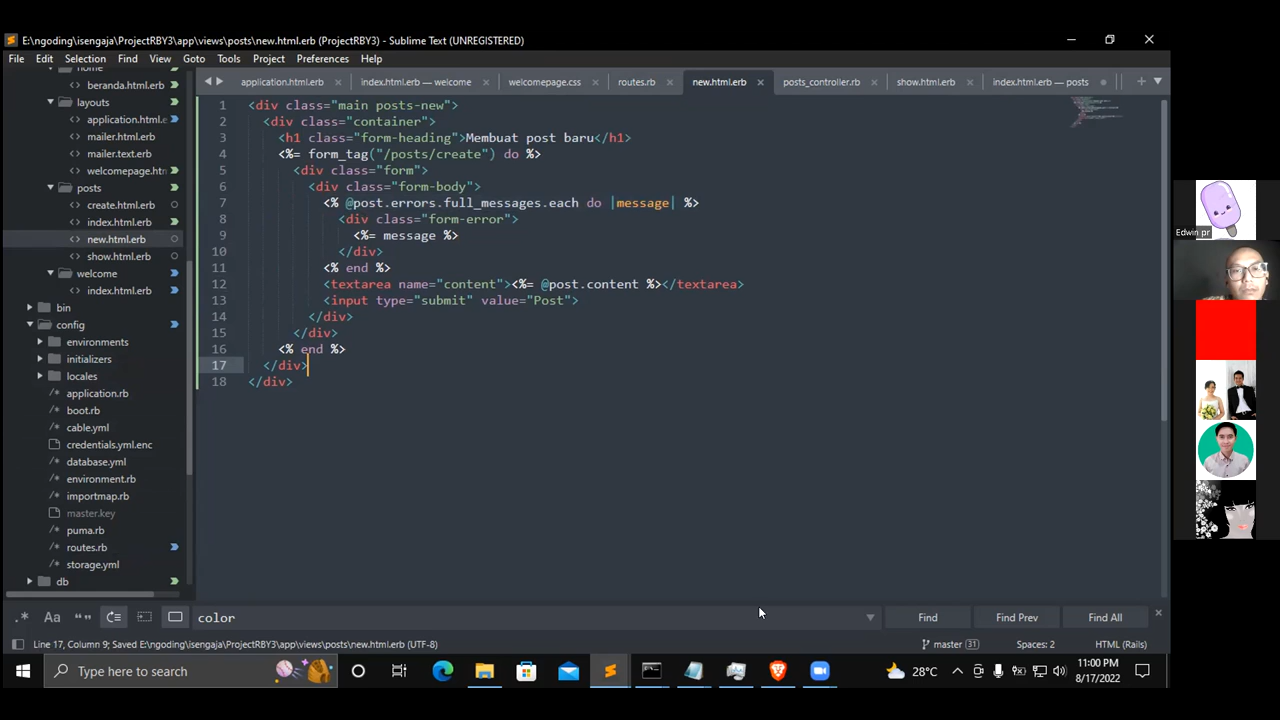 E:\ngoding\isengaja\ProjectRBY3\app\views\posts\new.html.erb (ProjectRBY3) - Sublime Text (UNREGISTERED)
File Edit Selection Find View Goto Tools Project Preferences Help
application.html.erb index.html.erb — welcome welcomepage.css routes.rb new.html.erb posts_controller.rb show.html.erb index.html.erb — posts
home
beranda.html.erb
layouts
application.html.e
mailer.html.erb
mailer.text.erb
welcomepage.htn
posts
create.html.erb
index.html.erb
new.html.erb
show.html.erb
welcome
index.html.erb
bin
config
environments
initializers
locales
application.rb
boot.rb
cable.yml
credentials.yml.enc
database.yml
environment.rb
importmap.rb
master.key
puma.rb
routes.rb
storage.yml
db
1 <div class="main posts-new">
2 <div class="container">
3 <h1 class="form-heading">Membuat post baru</h1>
4 <%= form_tag("/posts/create") do %>
5 <div class="form">
6 <div class="form-body">
7 <% @post.errors.full_messages.each do |message| %>
8 <div class="form-error">
9 <%= message %>
10 </div>
11 <% end %>
12 <textarea name="content"><%= @post.content %></textarea>
13 <input type="submit" value="Post">
14 </div>
15 </div>
16 <% end %>
17 </div>
18 </div>
Edwin pr
.* Aa “” color Find Find Prev Find All
Line 17, Column 9; Saved E:\ngoding\isengaja\ProjectRBY3\app\views\posts\new.html.erb (UTF-8) master 31 Spaces: 2 HTML (Rails)
Type here to search 28°C 11:00 PM
8/17/2022